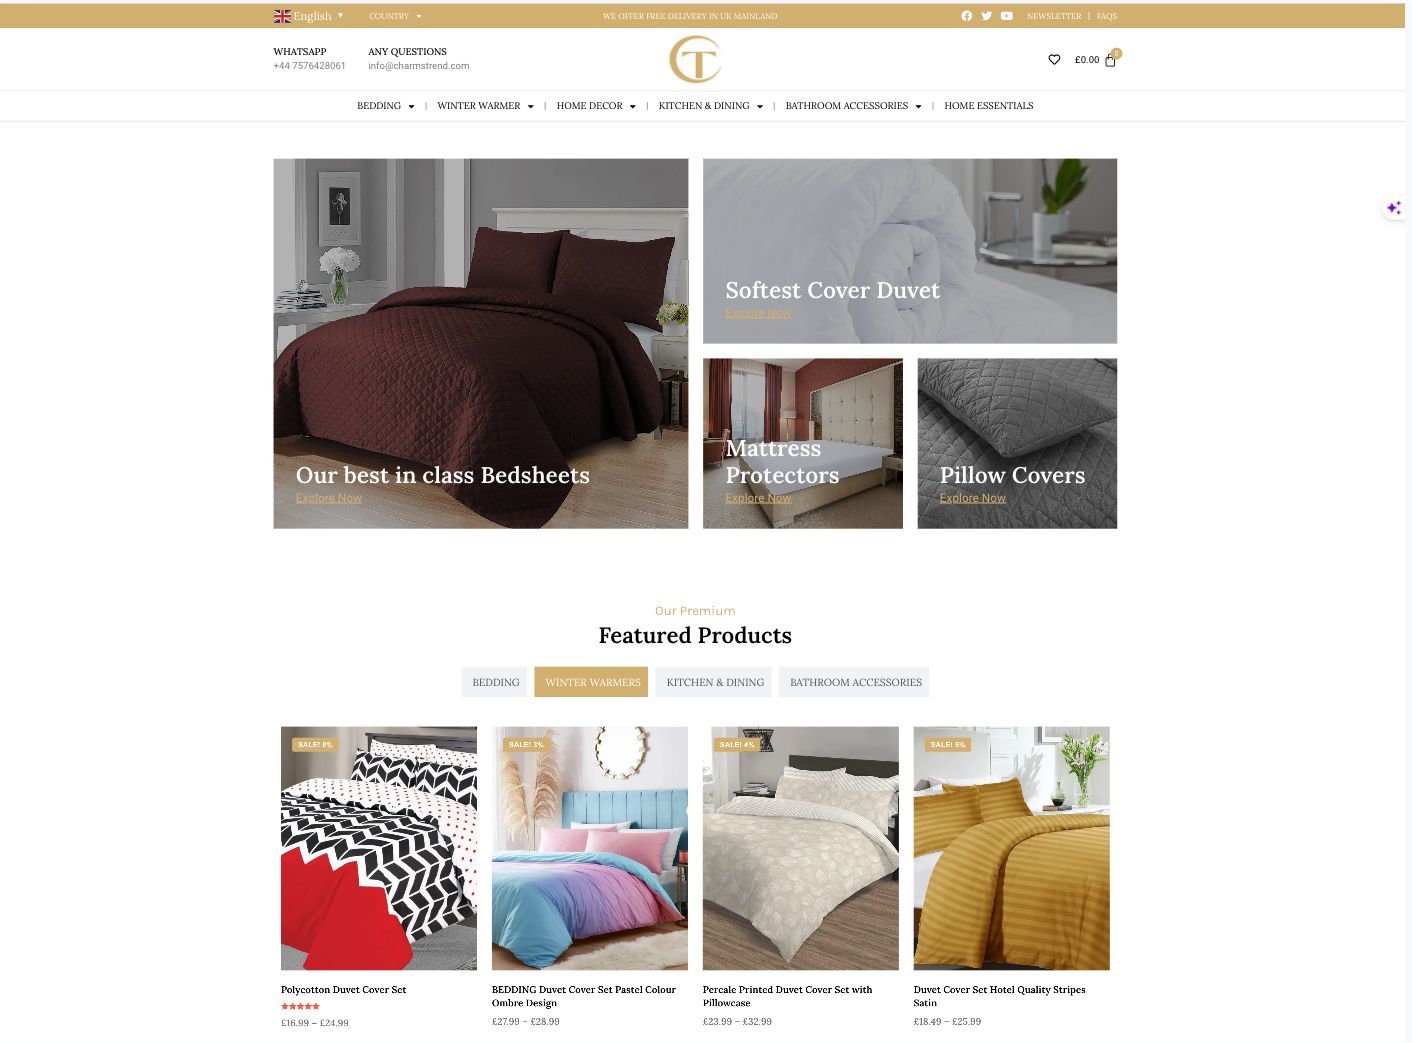 English
COUNTRY
WE OFFER FREE DELIVERY IN UK MAINLAND
NEWSLETTER | FAQS
WHATSAPP
+44 7576428061
ANY QUESTIONS
info@charmstrend.com
CT
£0.00
0
BEDDING | WINTER WARMER | HOME DECOR | KITCHEN & DINING | BATHROOM ACCESSORIES | HOME ESSENTIALS
Our best in class Bedsheets
Explore Now
Softest Cover Duvet
Explore Now
Mattress
Protectors
Explore Now
Pillow Covers
Explore Now
Our Premium
Featured Products
BEDDING
WINTER WARMERS
KITCHEN & DINING
BATHROOM ACCESSORIES
SALE! 8%
Polycotton Duvet Cover Set
£16.99 – £24.99
SALE! 3%
BEDDING Duvet Cover Set Pastel Colour
Ombre Design
£27.99 – £28.99
SALE! 4%
Percale Printed Duvet Cover Set with
Pillowcase
£23.99 – £32.99
SALE! 5%
Duvet Cover Set Hotel Quality Stripes
Satin
£18.49 – £25.99